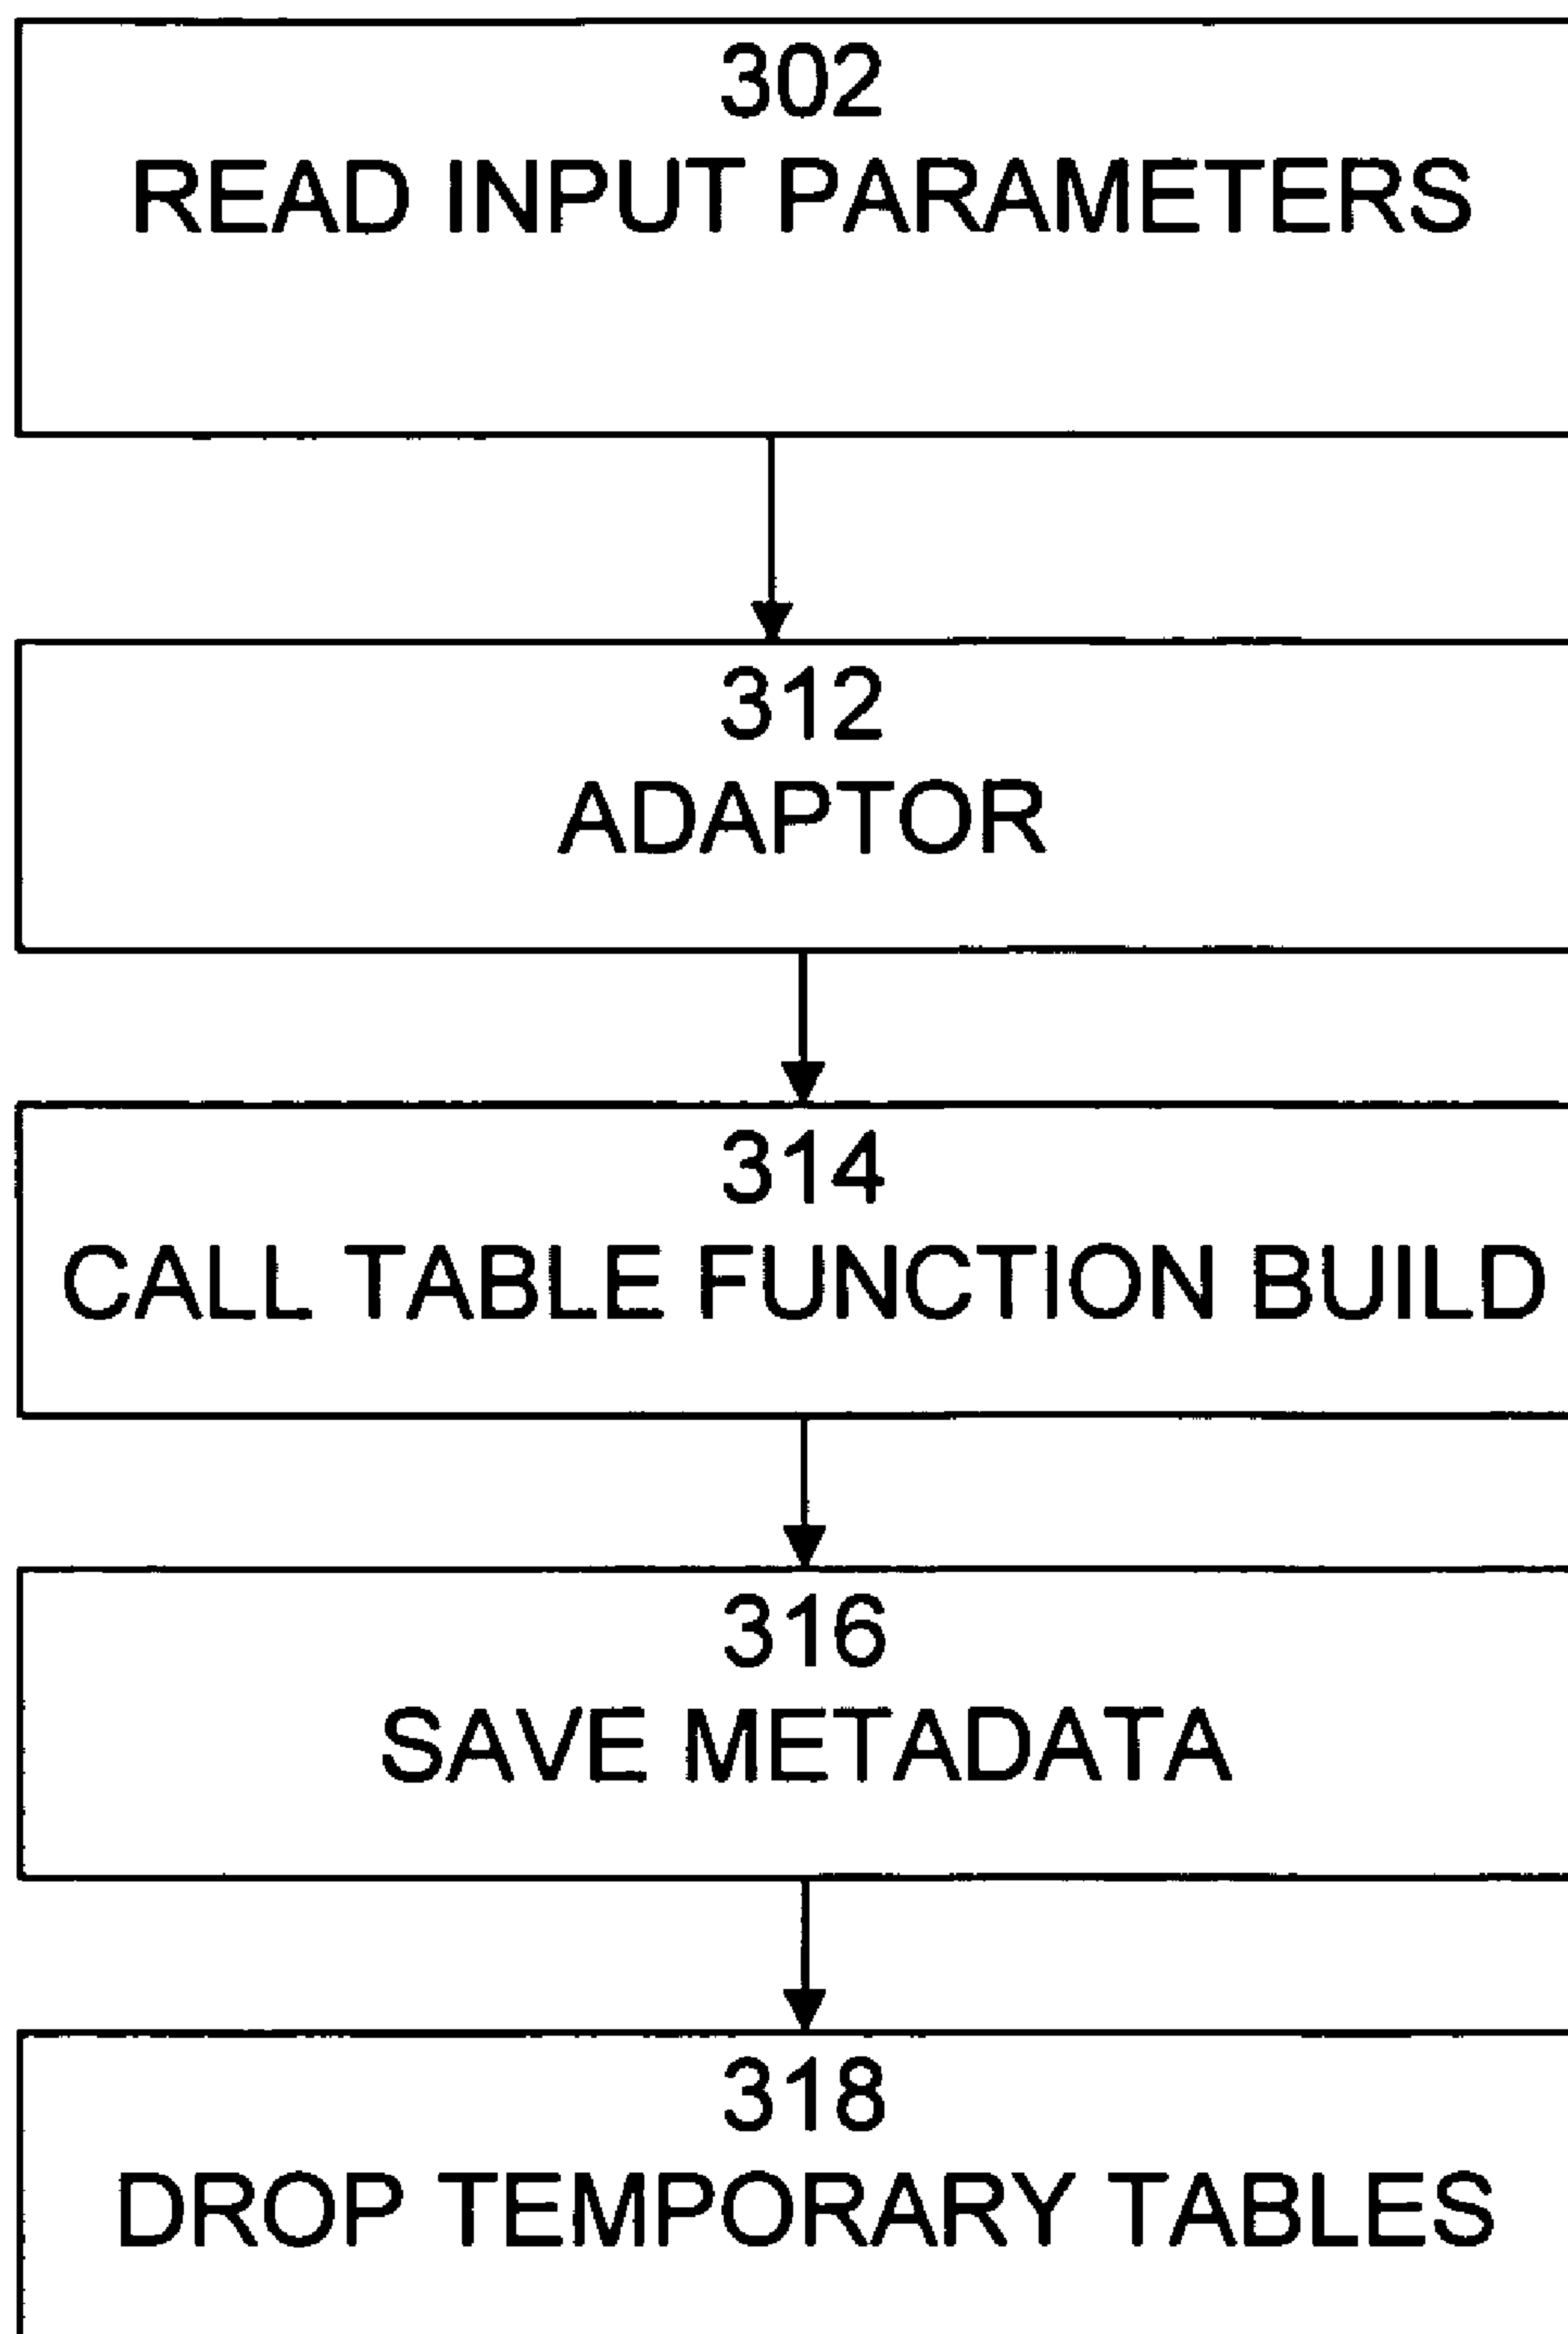 302
READ INPUT PARAMETERS
312
ADAPTOR
314
CALL TABLE FUNCTION BUILD
316
SAVE METADATA
318
DROP TEMPORARY TABLES